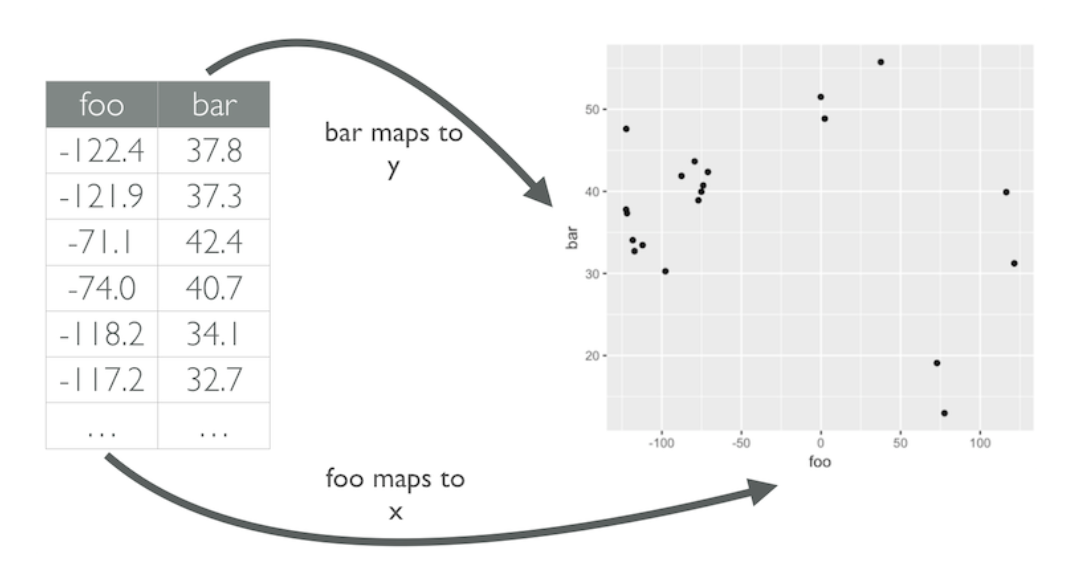 foo bar
-122.4 37.8
-121.9 37.3
-71.1 42.4
-74.0 40.7
-118.2 34.1
-117.2 32.7
... ...
bar maps to
y
foo maps to
x
bar
50
40
30
20
-100 -50 0 50 100
foo